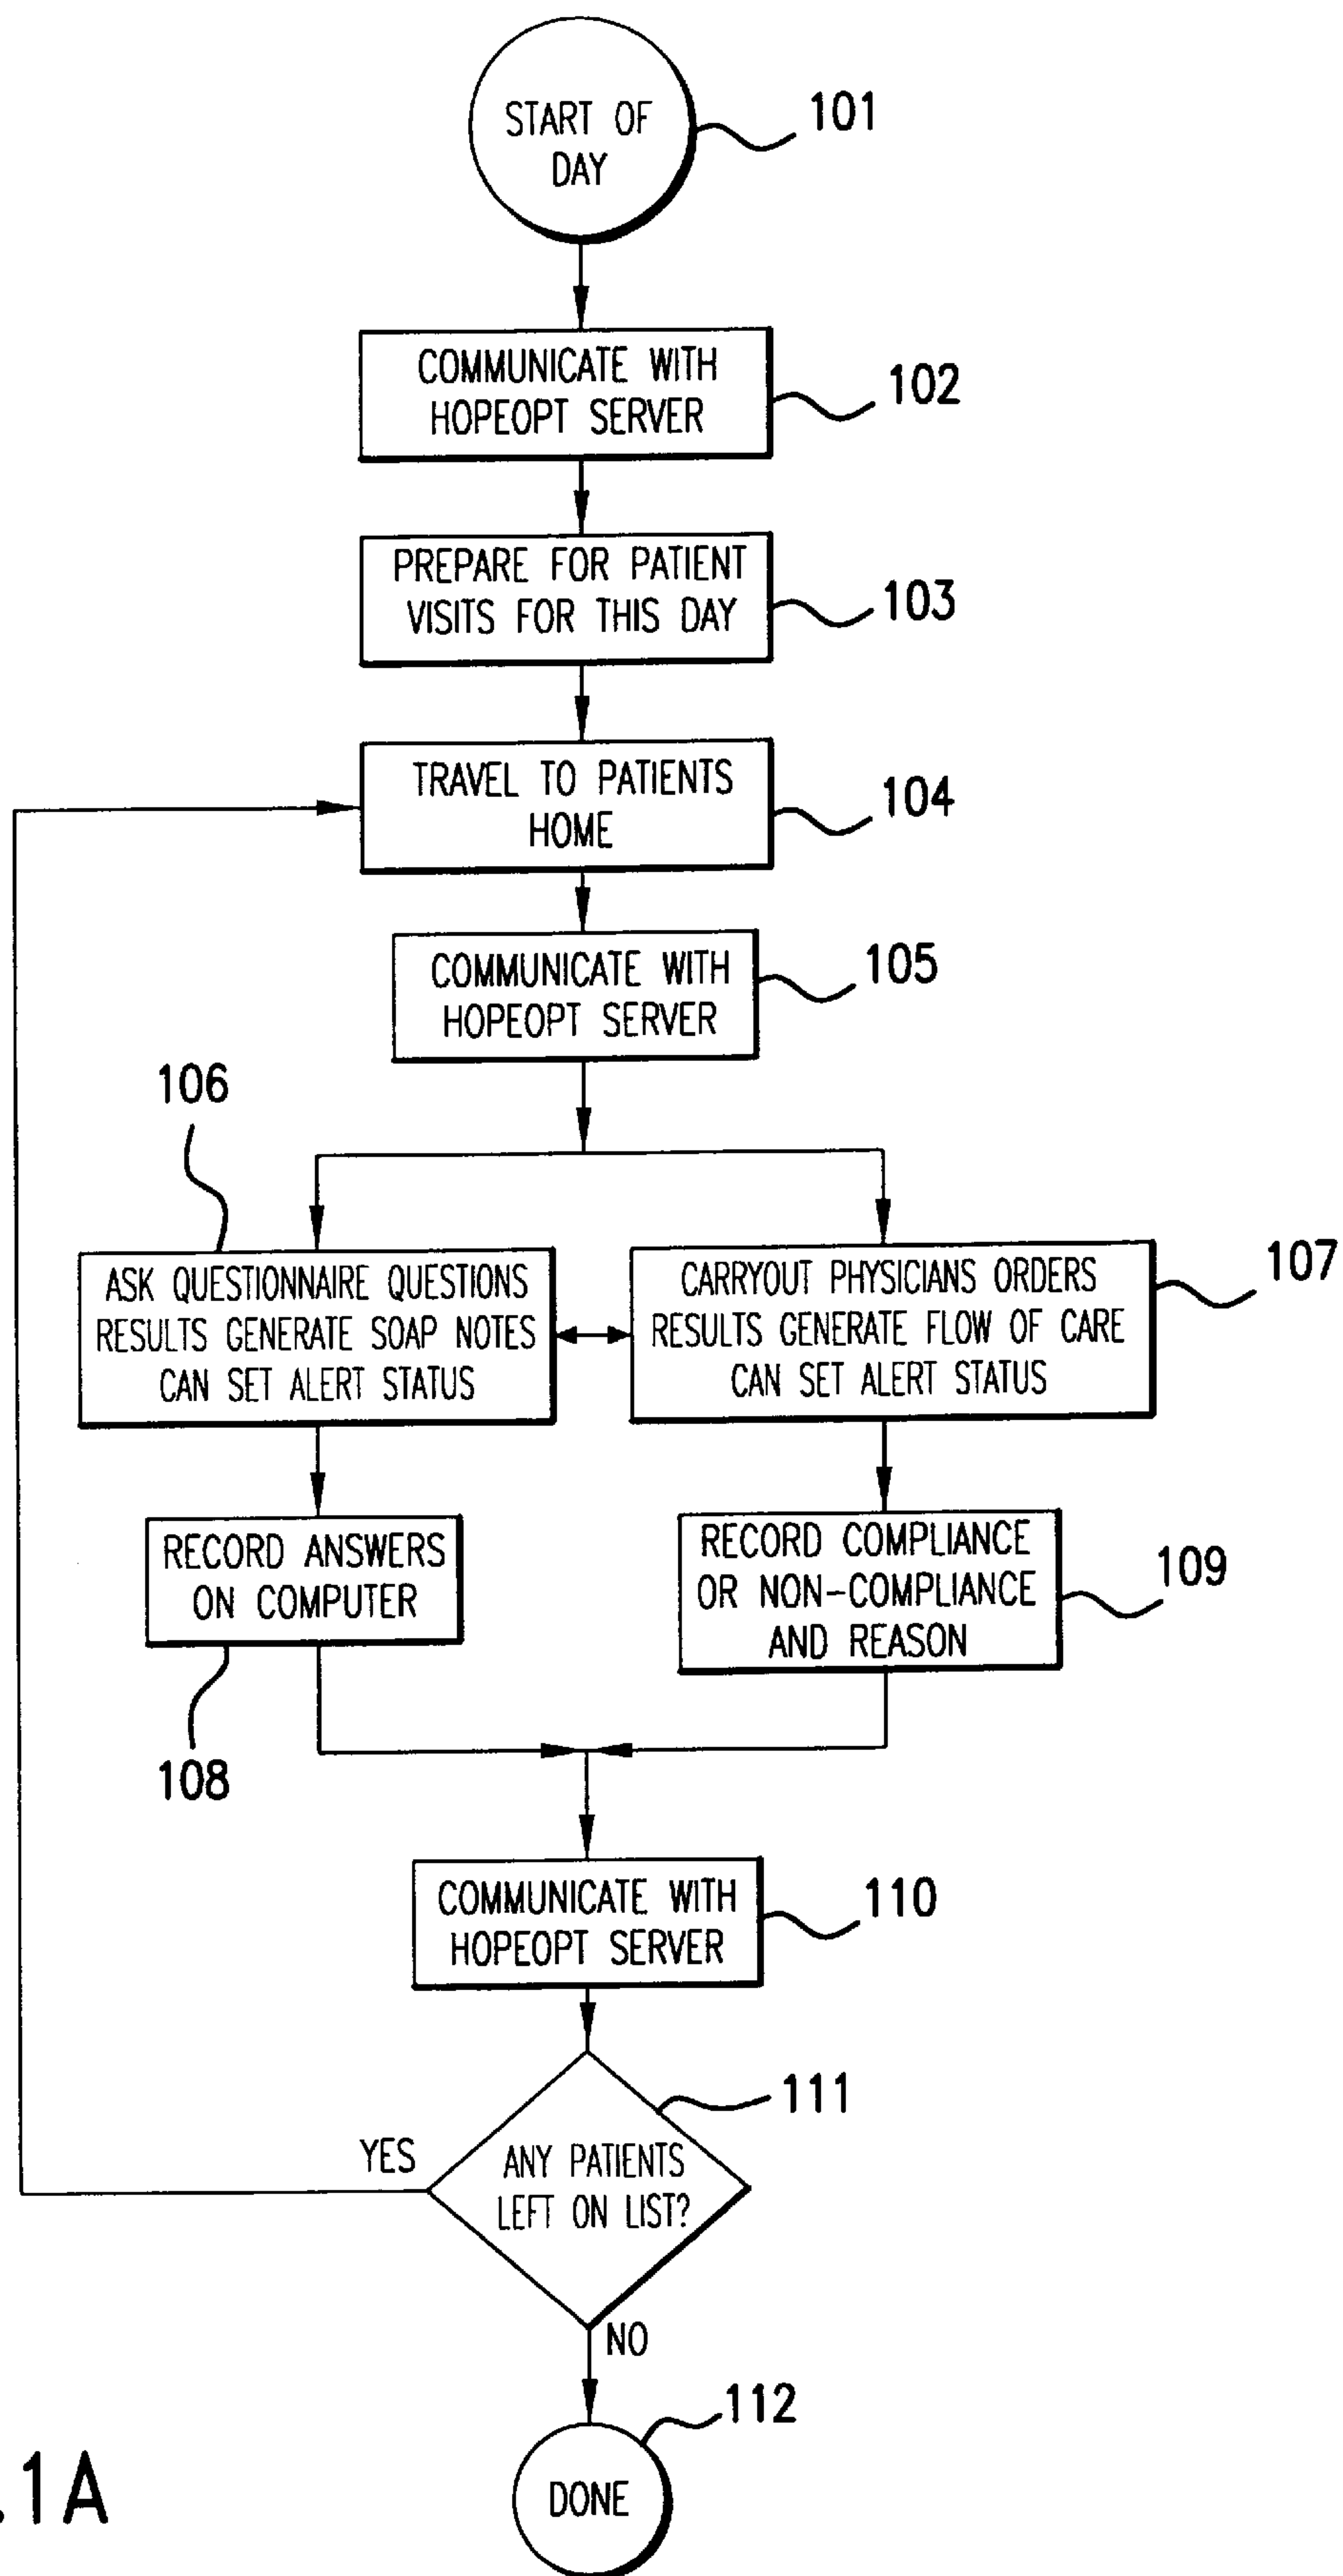 START OF
DAY
101
COMMUNICATE WITH
HOPEOPT SERVER
102
PREPARE FOR PATIENT
VISITS FOR THIS DAY
103
TRAVEL TO PATIENTS
HOME
104
COMMUNICATE WITH
HOPEOPT SERVER
105
106
ASK QUESTIONNAIRE QUESTIONS
RESULTS GENERATE SOAP NOTES
CAN SET ALERT STATUS
CARRYOUT PHYSICIANS ORDERS
RESULTS GENERATE FLOW OF CARE
CAN SET ALERT STATUS
107
RECORD ANSWERS
ON COMPUTER
108
RECORD COMPLIANCE
OR NON-COMPLIANCE
AND REASON
109
COMMUNICATE WITH
HOPEOPT SERVER
110
111
YES
ANY PATIENTS
LEFT ON LIST?
NO
112
DONE
.1A